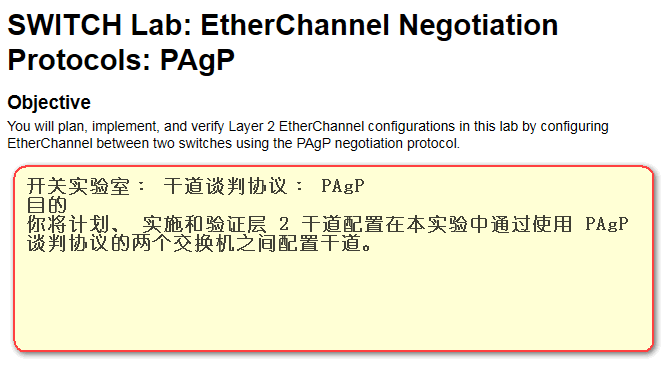 SWITCH Lab: EtherChannel Negotiation
Protocols: PAgP
Objective
You will plan, implement, and verify Layer 2 EtherChannel configurations in this lab by configuring
EtherChannel between two switches using the PAgP negotiation protocol.
开关实验室： 干道谈判协议： PAgP
目的
你将计划、 实施和验证层 2 干道配置在本实验中通过使用 PAgP
谈判协议的两个交换机之间配置干道。